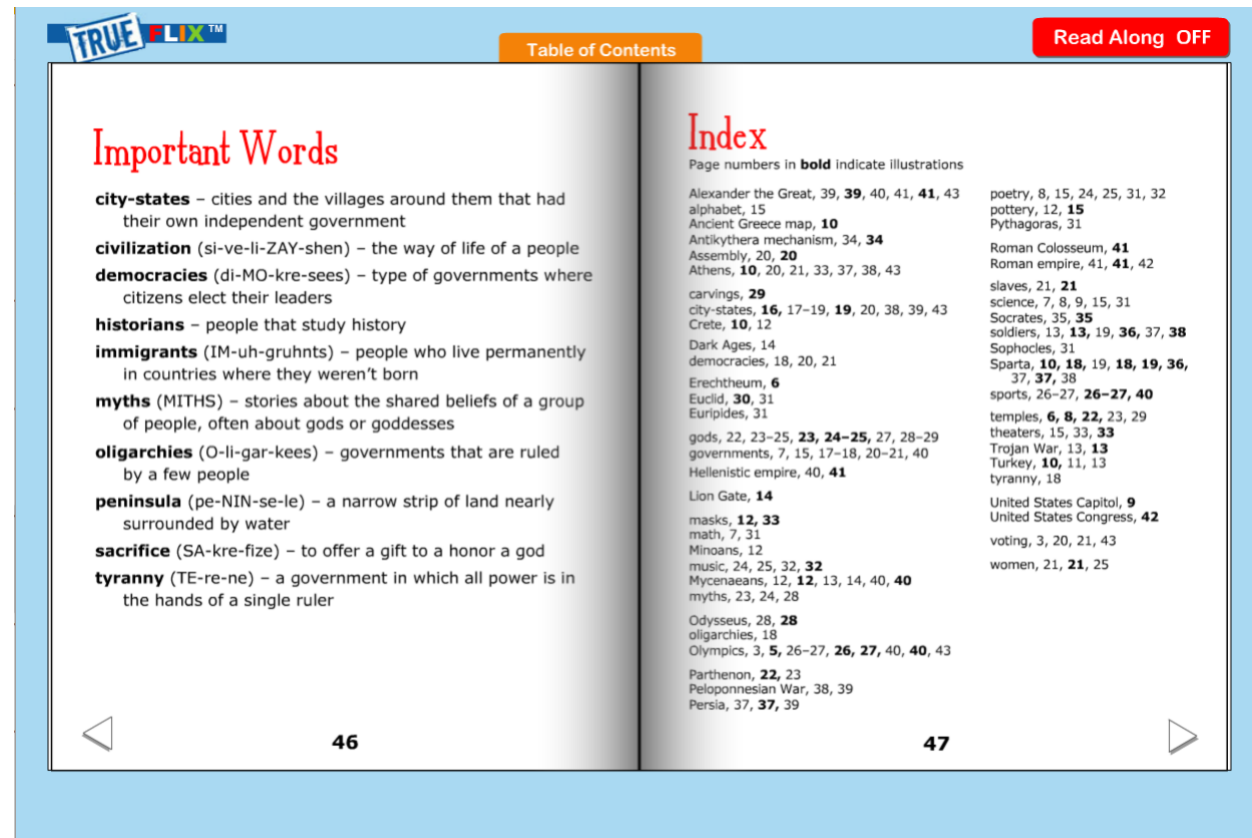 TRUE FLIX™
Table of Contents
Read Along OFF
Important Words
city-states – cities and the villages around them that had
their own independent government
civilization (si-ve-li-ZAY-shen) – the way of life of a people
democracies (di-MO-kre-sees) – type of governments where
citizens elect their leaders
historians – people that study history
immigrants (IM-uh-gruhnts) – people who live permanently
in countries where they weren't born
myths (MITHS) – stories about the shared beliefs of a group
of people, often about gods or goddesses
oligarchies (O-li-gar-kees) – governments that are ruled
by a few people
peninsula (pe-NIN-se-le) – a narrow strip of land nearly
surrounded by water
sacrifice (SA-kre-fize) – to offer a gift to a honor a god
tyranny (TE-re-ne) – a government in which all power is in
the hands of a single ruler
46
Index
Page numbers in bold indicate illustrations
Alexander the Great, 39, 39, 40, 41, 41, 43
alphabet, 15
Ancient Greece map, 10
Antikythera mechanism, 34, 34
Assembly, 20, 20
Athens, 10, 20, 21, 33, 37, 38, 43
carvings, 29
city-states, 16, 17–19, 19, 20, 38, 39, 43
Crete, 10, 12
Dark Ages, 14
democracies, 18, 20, 21
Erechtheum, 6
Euclid, 30, 31
Euripides, 31
gods, 22, 23–25, 23, 24–25, 27, 28–29
governments, 7, 15, 17–18, 20–21, 40
Hellenistic empire, 40, 41
Lion Gate, 14
masks, 12, 33
math, 7, 31
Minoans, 12
music, 24, 25, 32, 32
Mycenaeans, 12, 12, 13, 14, 40, 40
myths, 23, 24, 28
Odysseus, 28, 28
oligarchies, 18
Olympics, 3, 5, 26–27, 26, 27, 40, 40, 43
Parthenon, 22, 23
Peloponnesian War, 38, 39
Persia, 37, 37, 39
poetry, 8, 15, 24, 25, 31, 32
pottery, 12, 15
Pythagoras, 31
Roman Colosseum, 41
Roman empire, 41, 41, 42
slaves, 21, 21
science, 7, 8, 9, 15, 31
Socrates, 35, 35
soldiers, 13, 13, 19, 36, 37, 38
Sophocles, 31
Sparta, 10, 18, 19, 18, 19, 36,
37, 37, 38
sports, 26–27, 26–27, 40
temples, 6, 8, 22, 23, 29
theaters, 15, 33, 33
Trojan War, 13, 13
Turkey, 10, 11, 13
tyranny, 18
United States Capitol, 9
United States Congress, 42
voting, 3, 20, 21, 43
women, 21, 21, 25
47